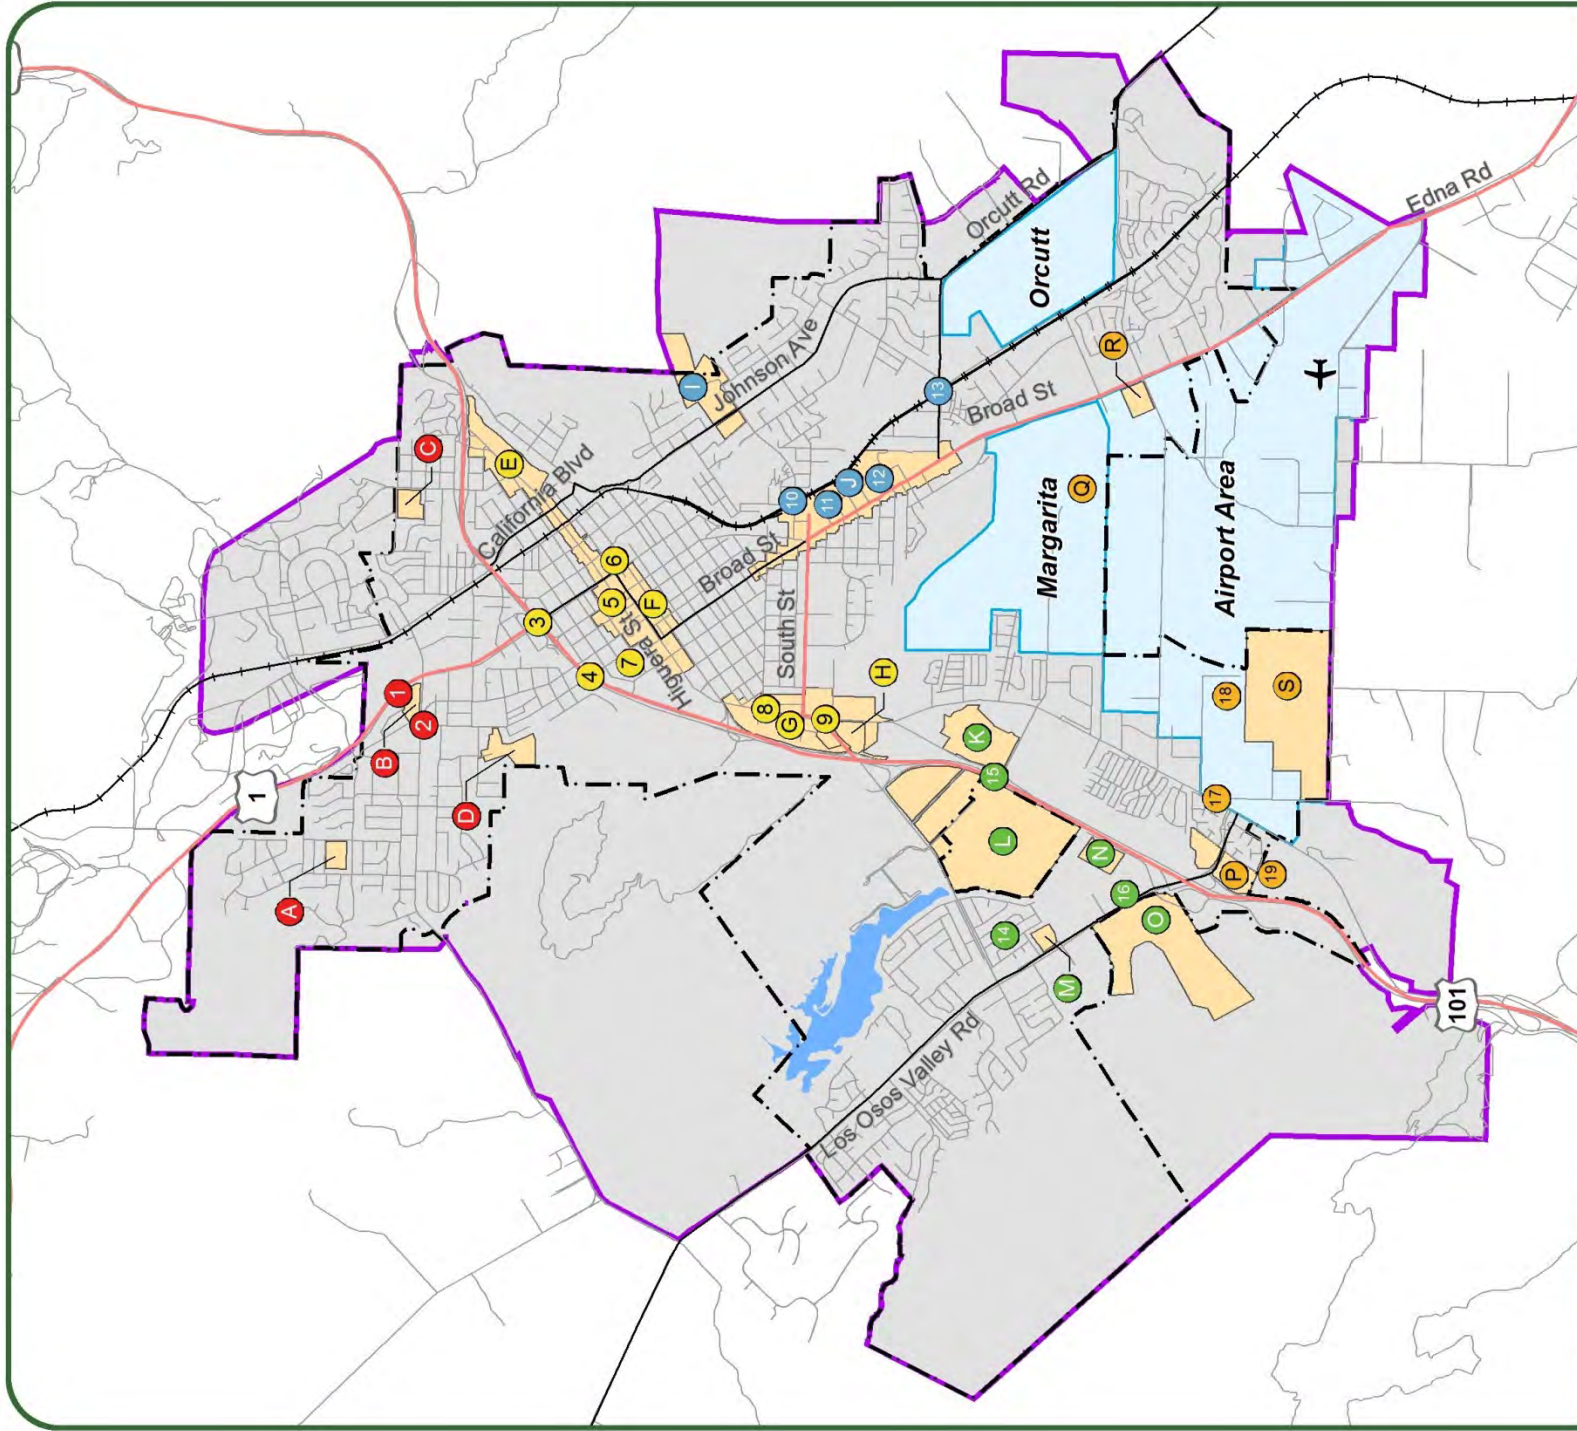 1
C
A
1
B
2
D
E
California Blvd
3
6
5
F
4
7
Higuera St
I
Johnson Ave
Broad St
South St
8
G
9
H
10
11
J
12
13
Orcutt Rd
Orcutt
Broad St
R
Edna Rd
Margarita
Q
Airport Area
K
15
L
N
16
O
14
M
Los Osos Valley Rd
18
S
17
P
19
101